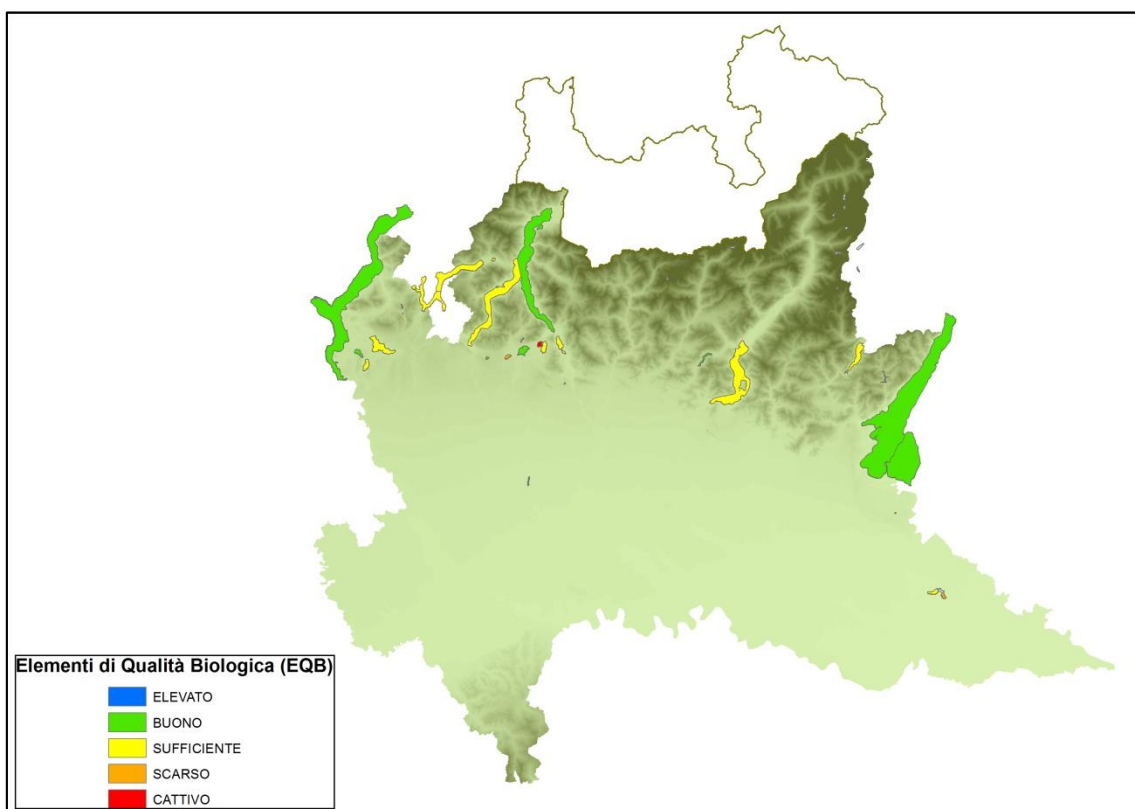 Elementi di Qualità Biologica (EQB)
ELEVATO
BUONO
SUFFICIENTE
SCARSO
CATTIVO